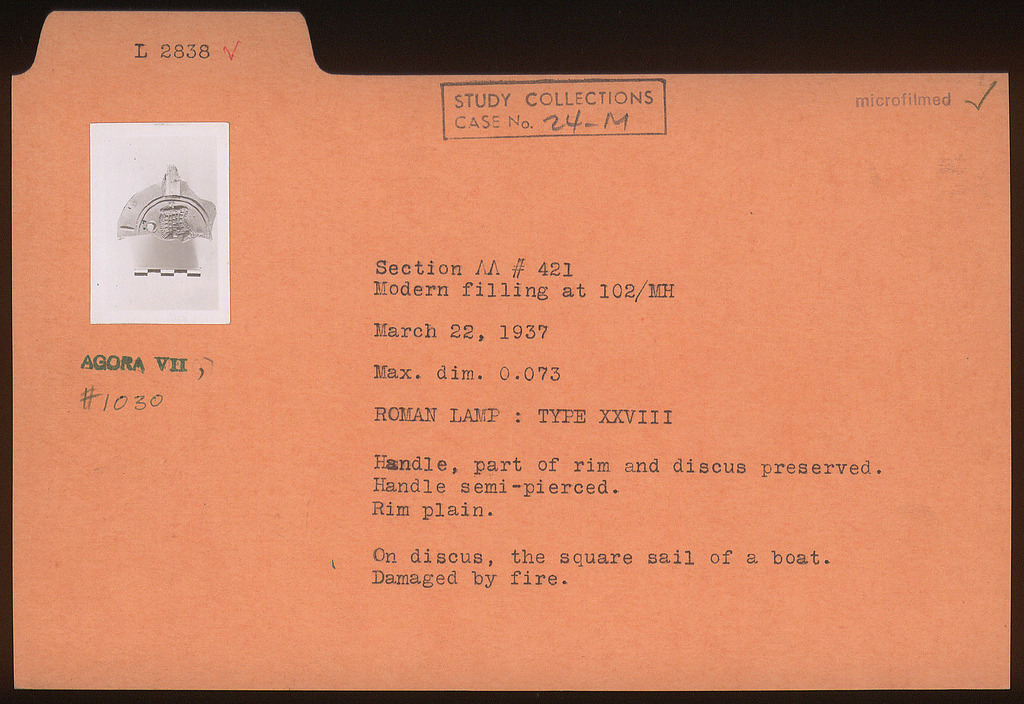 L 2838 ✓
STUDY COLLECTIONS
CASE No. 24-M
microfilmed ✓
Section ΛΛ # 421
Modern filling at 102/MH
March 22, 1937
Max. dim. 0.073
ROMAN LAMP : TYPE XXVIII
Handle, part of rim and discus preserved.
Handle semi-pierced.
Rim plain.
On discus, the square sail of a boat.
Damaged by fire.
AGORA VII,
#1030